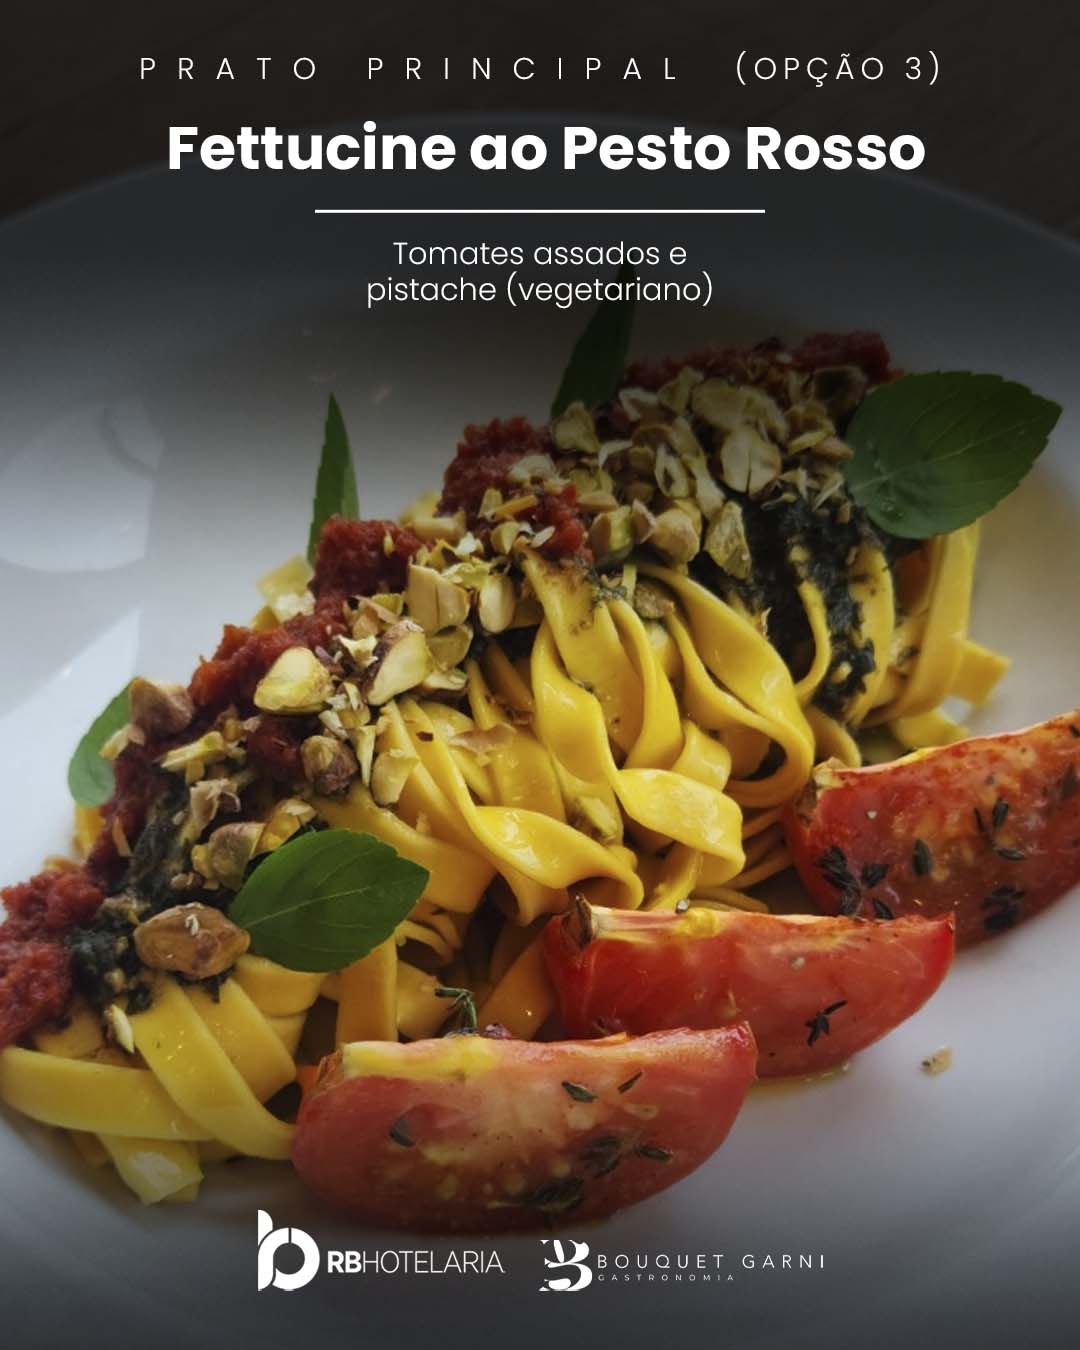 PRATO PRINCIPAL (OPÇÃO 3)
Fettucine ao Pesto Rosso
Tomates assados e
pistache (vegetariano)
RBHOTELARIA
BOUQUET GARNI
GASTRONOMIA